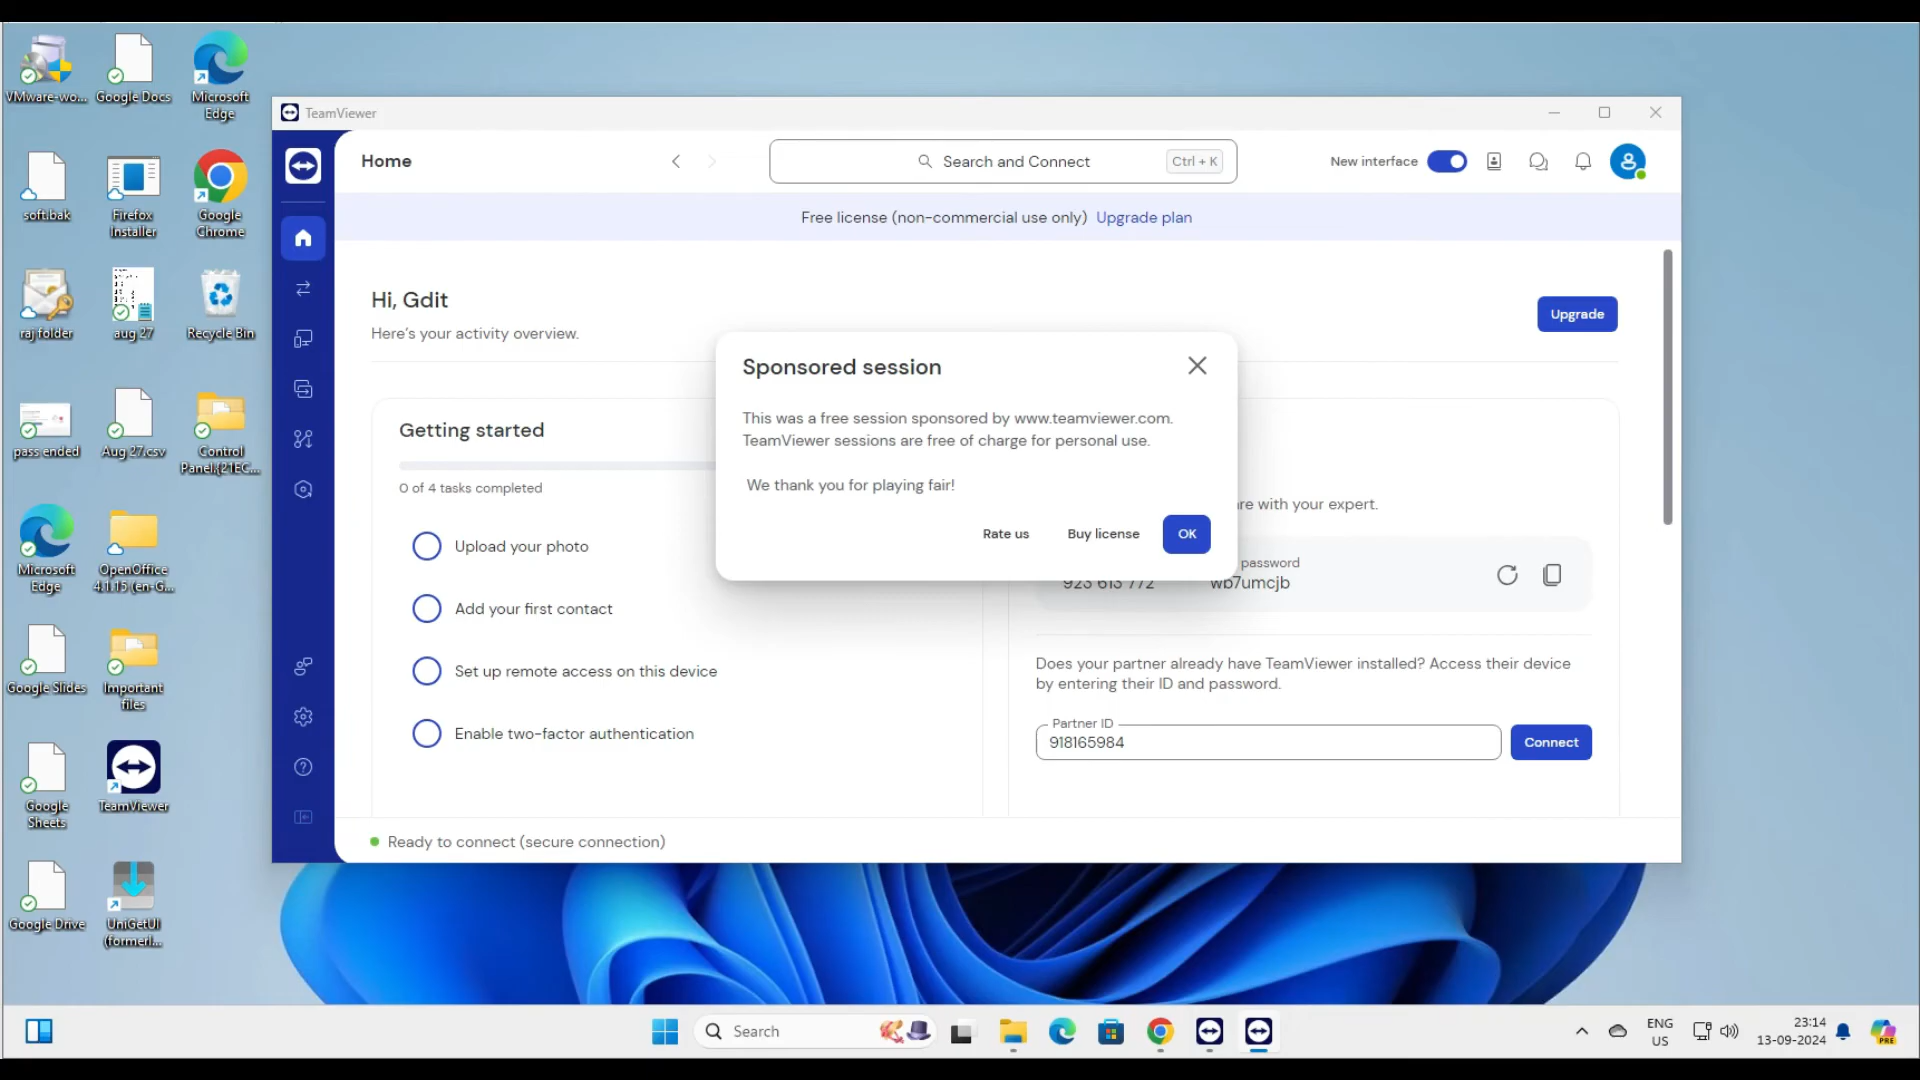 VMware-wo...
Google Docs
Microsoft
Edge
soft.bak
Firefox
Installer
Google
Chrome
raj folder
aug 27
Recycle Bin
pass ended
Aug 27.csv
Control
Panel.{21EC...
Microsoft
Edge
OpenOffice
4.1.15 (en-G...
Google Slides
Important
files
Google
Sheets
TeamViewer
Google Drive
UniGetUI
(formerl...
TeamViewer
Home
Search and Connect
Ctrl + K
New interface
Free license (non-commercial use only) Upgrade plan
Hi, Gdit
Here's your activity overview.
Upgrade
Getting started
0 of 4 tasks completed
Upload your photo
Add your first contact
Set up remote access on this device
Enable two-factor authentication
Sponsored session
This was a free session sponsored by www.teamviewer.com.
TeamViewer sessions are free of charge for personal use.
We thank you for playing fair!
Rate us
Buy license
OK
with your expert.
password
923 613 772
wb7umcjb
Does your partner already have TeamViewer installed? Access their device
by entering their ID and password.
Partner ID
918165984
Connect
Ready to connect (secure connection)
Search
ENG
US
23:14
13-09-2024
PRE